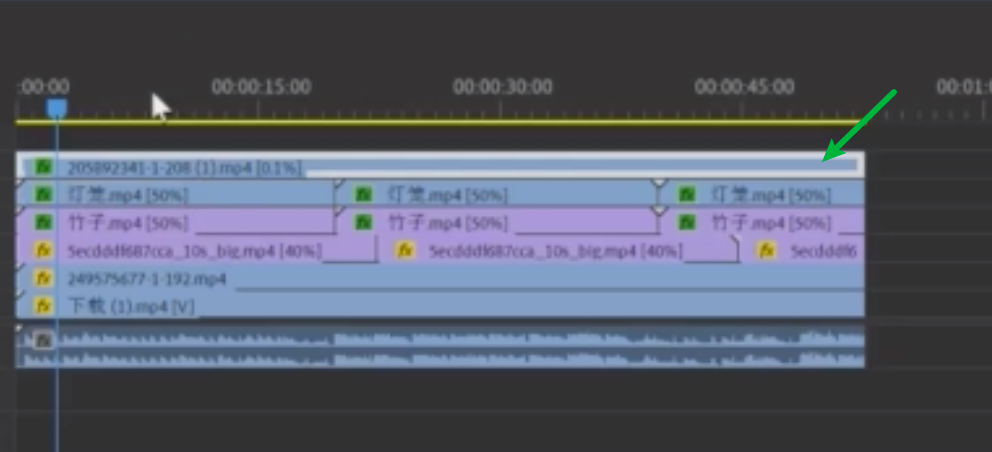 :00:00 00:00:15:00 00:00:30:00 00:00:45:00 00:01:0
fx 205892341-1-208 (1).mp4 [0.1%]
fx 灯笼.mp4 [50%] fx 灯笼.mp4 [50%] fx 灯笼.mp4 [50%]
fx 竹子.mp4 [50%] fx 竹子.mp4 [50%] fx 竹子.mp4 [50%]
fx 5ecdddf687cca_10s_big.mp4 [40%] fx 5ecdddf687cca_10s_big.mp4 [40%] fx 5ecdddf6
fx 249575677-1-192.mp4
fx 下载 (1).mp4 [V]
fx